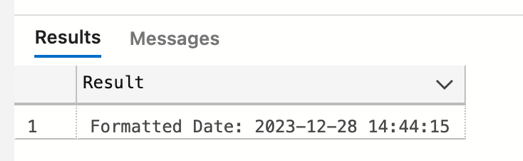 Results Messages
Result
1 Formatted Date: 2023-12-28 14:44:15